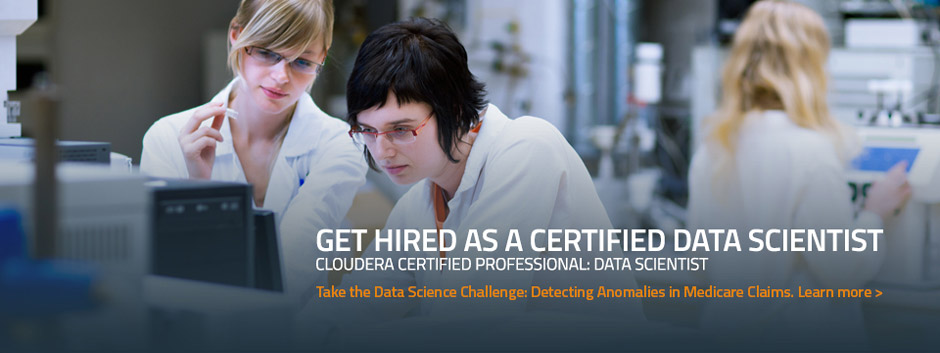 GET HIRED AS A CERTIFIED DATA SCIENTIST
CLOUDERA CERTIFIED PROFESSIONAL: DATA SCIENTIST
Take the Data Science Challenge: Detecting Anomalies in Medicare Claims. Learn more >